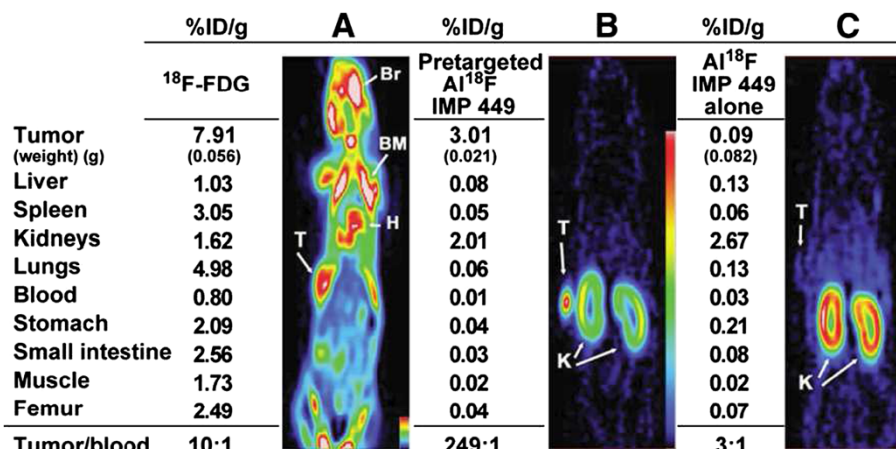 %ID/g A %ID/g B %ID/g C
¹⁸F-FDG Pretargeted Al¹⁸F IMP 449 Al¹⁸F IMP 449 alone
Tumor 7.91 3.01 0.09
(weight) (g) (0.056) (0.021) (0.082)
Liver 1.03 0.08 0.13
Spleen 3.05 0.05 0.06
Kidneys 1.62 2.01 2.67
Lungs 4.98 0.06 0.13
Blood 0.80 0.01 0.03
Stomach 2.09 0.04 0.21
Small intestine 2.56 0.03 0.08
Muscle 1.73 0.02 0.02
Femur 2.49 0.04 0.07
Tumor/blood 10:1 249:1 3:1
Br
BM
H
T
T
K
T
K